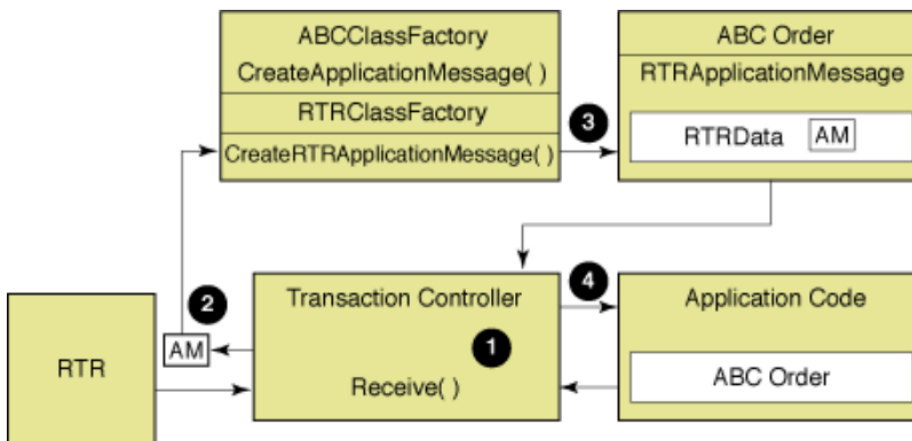 ABCClassFactory
CreateApplicationMessage( )
RTRClassFactory
CreateRTRApplicationMessage( )
3
ABC Order
RTRApplicationMessage
RTRData AM
2
AM
RTR
Transaction Controller
1
Receive( )
4
Application Code
ABC Order